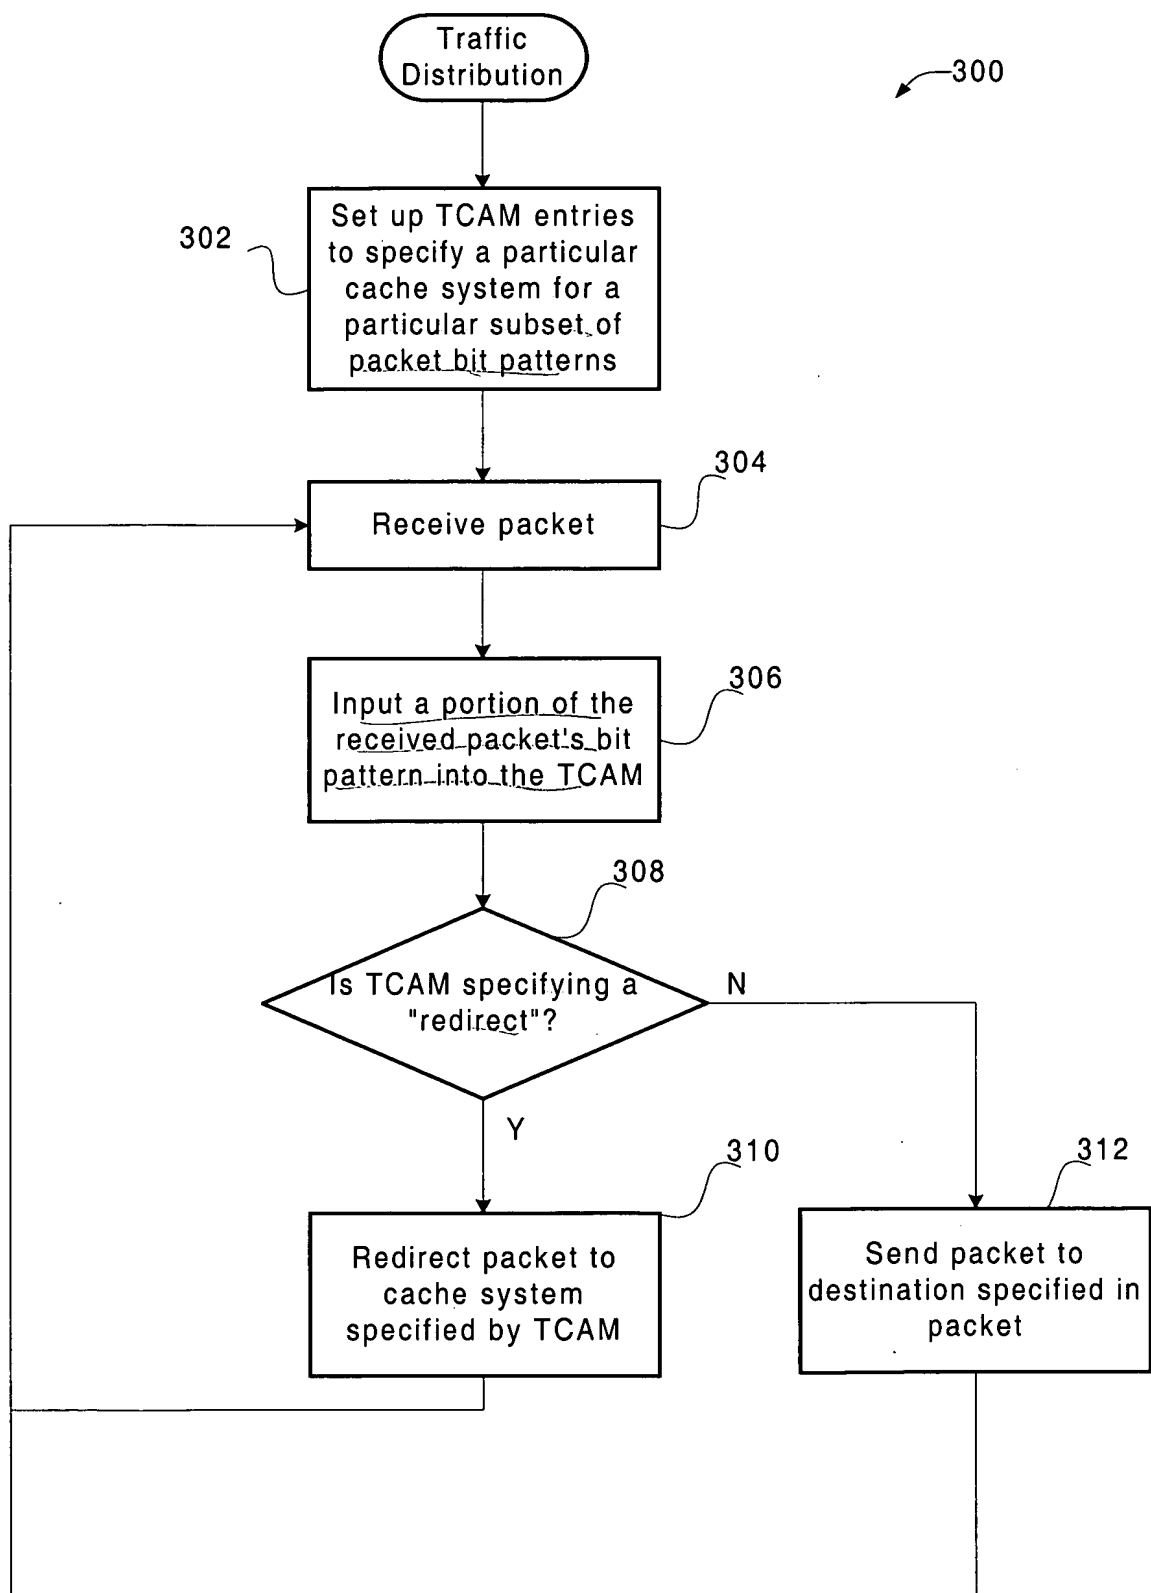 Traffic
Distribution
300
302
Set up TCAM entries
to specify a particular
cache system for a
particular subset of
packet bit patterns
304
Receive packet
306
Input a portion of the
received packet's bit
pattern into the TCAM
308
Is TCAM specifying a
"redirect"?
N
Y
310
Redirect packet to
cache system
specified by TCAM
312
Send packet to
destination specified in
packet